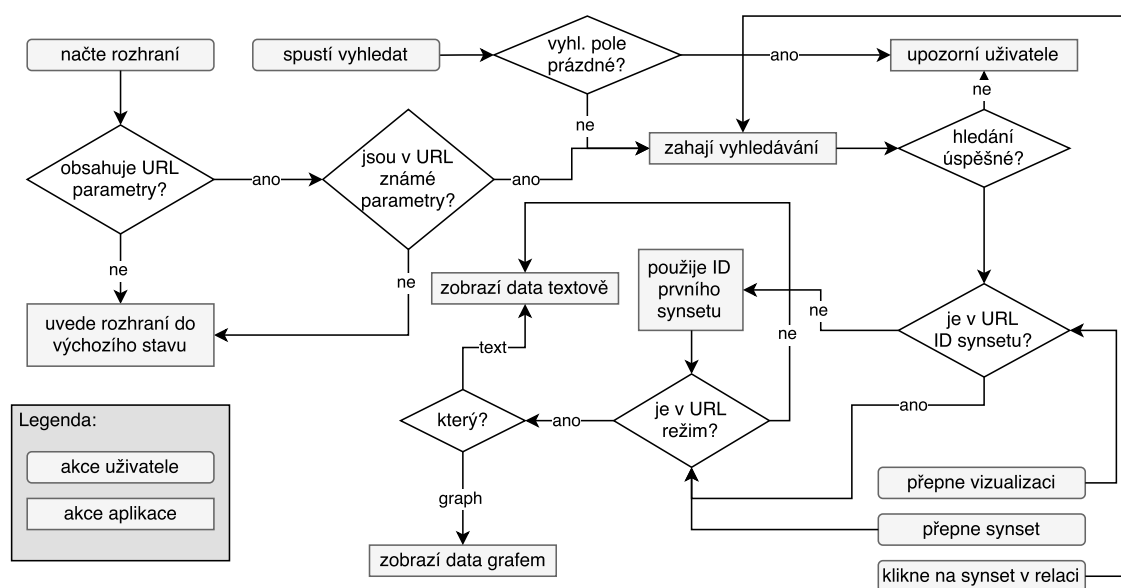 načte rozhraní
spustí vyhledat
vyhl. pole
prázdné?
ano
upozorní uživatele
ne
ne
obsahuje URL
parametry?
ano
jsou v URL
známé
parametry?
ano
zahájí vyhledávání
hledání
úspěšné?
ne
ne
uvede rozhraní do
výchozího stavu
zobrazí data textově
použije ID
prvního
synsetu
ne
ne
je v URL
ID synsetu?
text
ano
který?
ano
je v URL
režim?
graph
zobrazí data grafem
přepne vizualizaci
přepne synset
klikne na synset v relaci
Legenda:
akce uživatele
akce aplikace